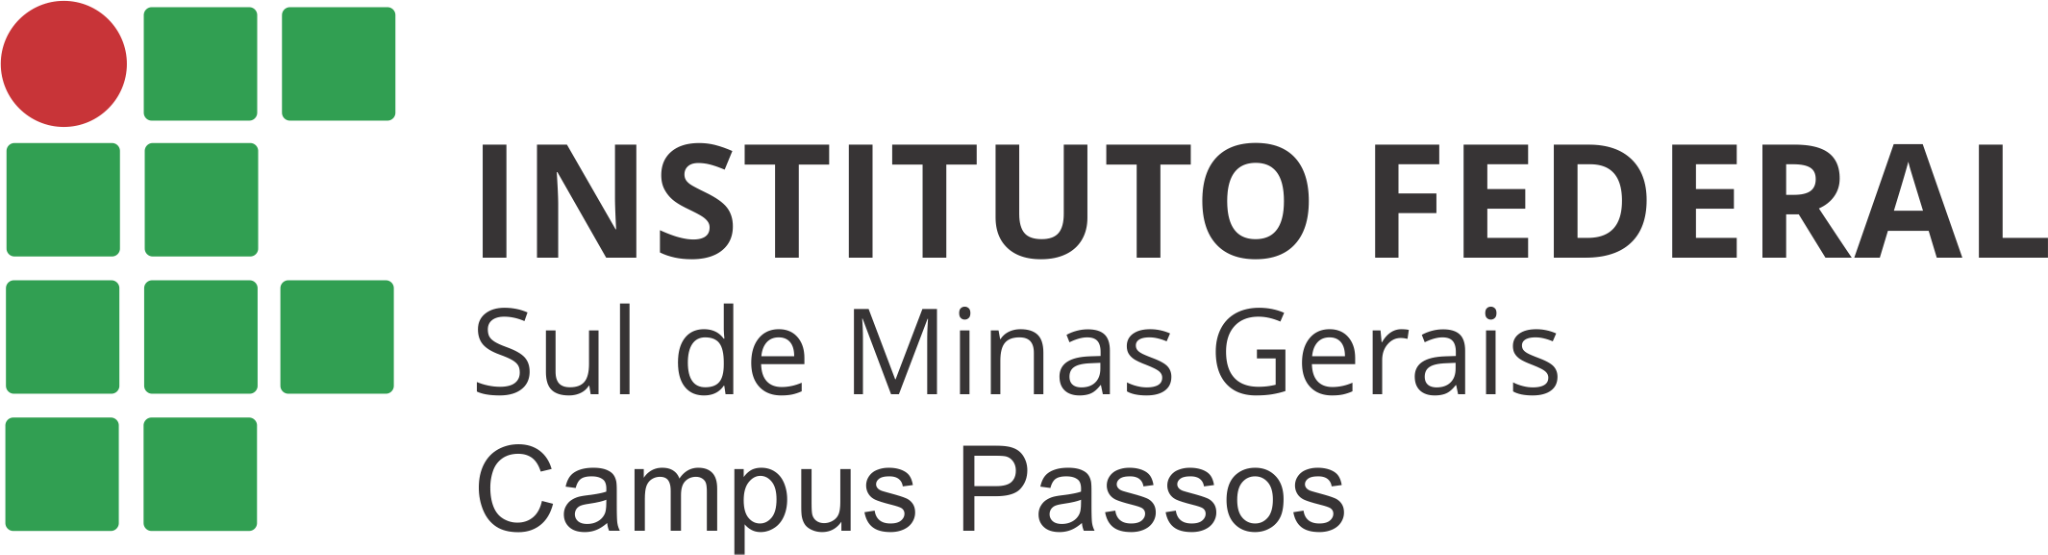 INSTITUTO FEDERAL
Sul de Minas Gerais
Campus Passos